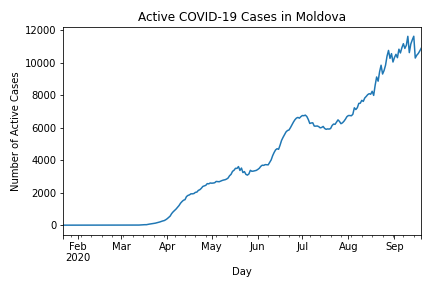 Active COVID-19 Cases in Moldova
Number of Active Cases
12000
10000
8000
6000
4000
2000
0
Feb Mar Apr May Jun Jul Aug Sep
2020
Day